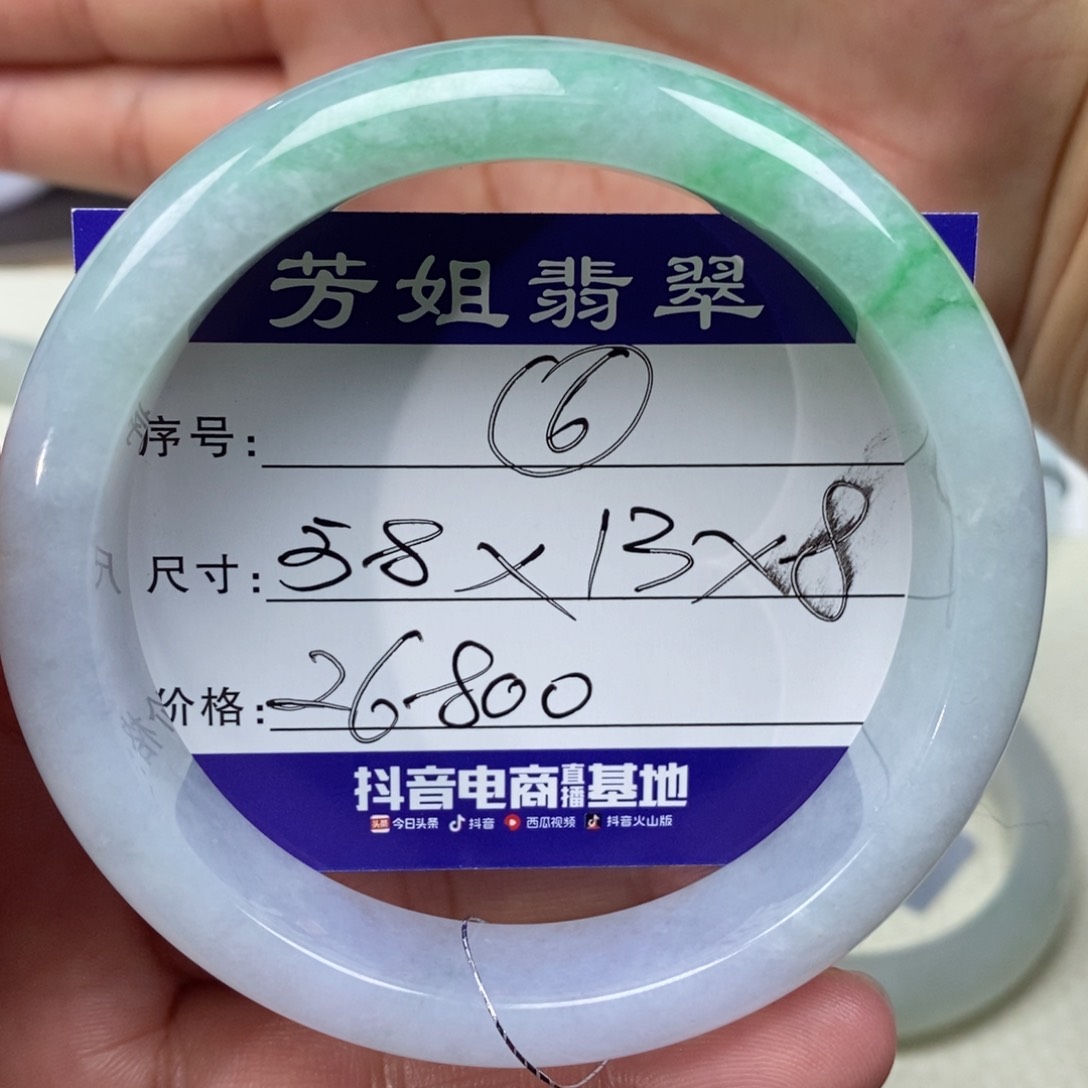 芳姐翡翠
序号: 6
尺寸: 58×13×8
价格: 26800
抖音电商直播基地
头条 今日头条 抖音 西瓜视频 抖音火山版